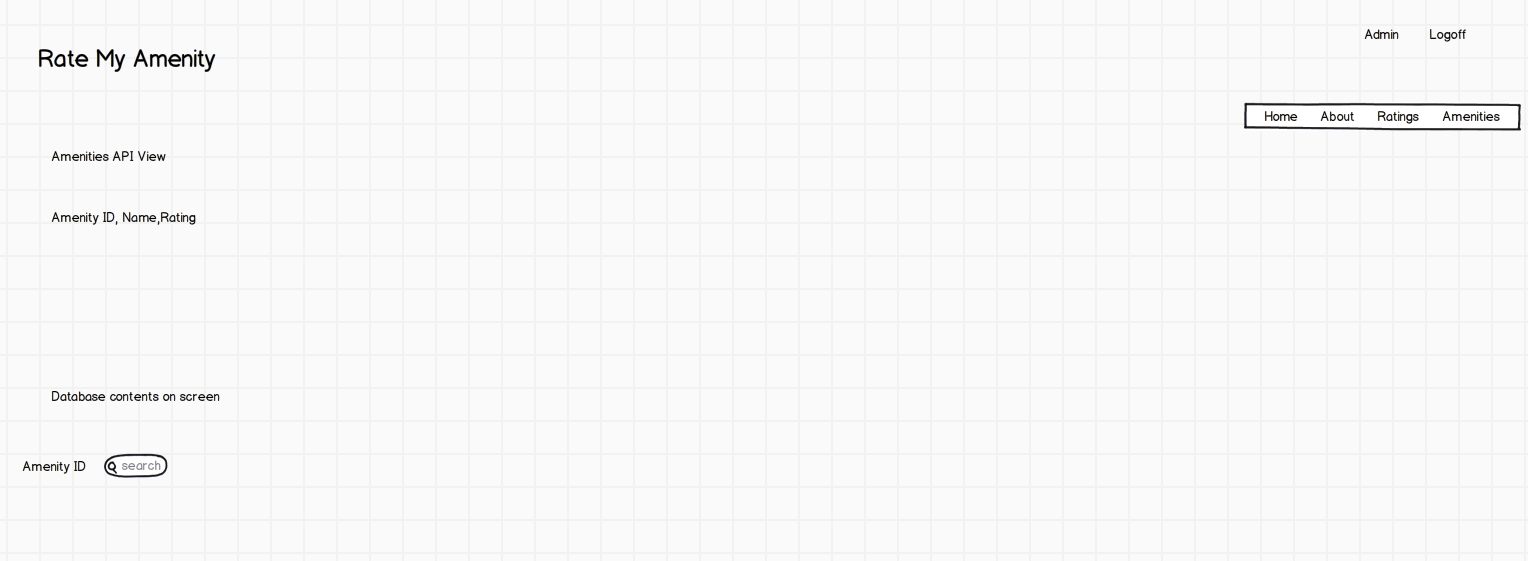 Admin Logoff
Rate My Amenity
Home About Ratings Amenities
Amenities API View
Amenity ID, Name,Rating
Database contents on screen
Amenity ID search